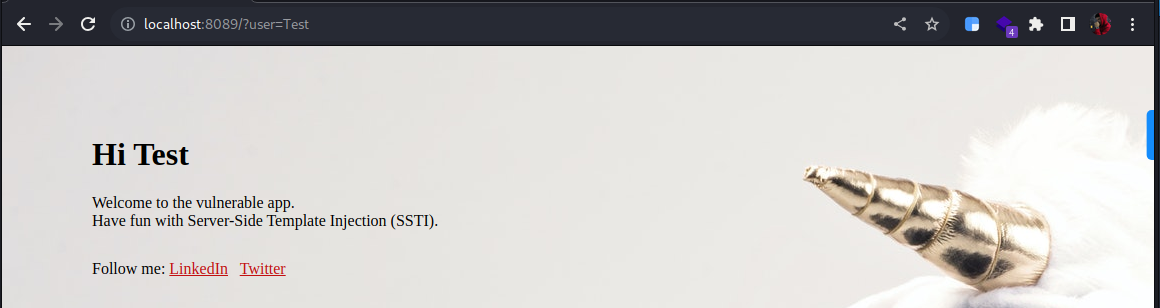 localhost:8089/?user=Test
4
Hi Test
Welcome to the vulnerable app.
Have fun with Server-Side Template Injection (SSTI).
Follow me: LinkedIn Twitter